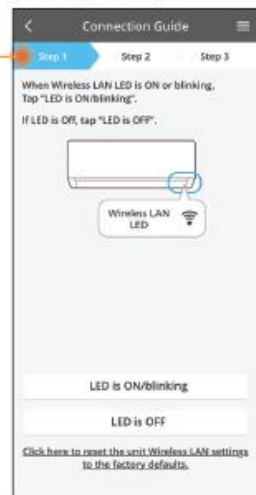 Connection Guide
Step 1 Step 2 Step 3
When Wireless LAN LED is ON or blinking,
Tap "LED is ON/blinking".
If LED is Off, tap "LED is OFF".
Wireless LAN
LED
LED is ON/blinking
LED is OFF
Click here to reset the unit Wireless LAN settings
to the factory defaults.